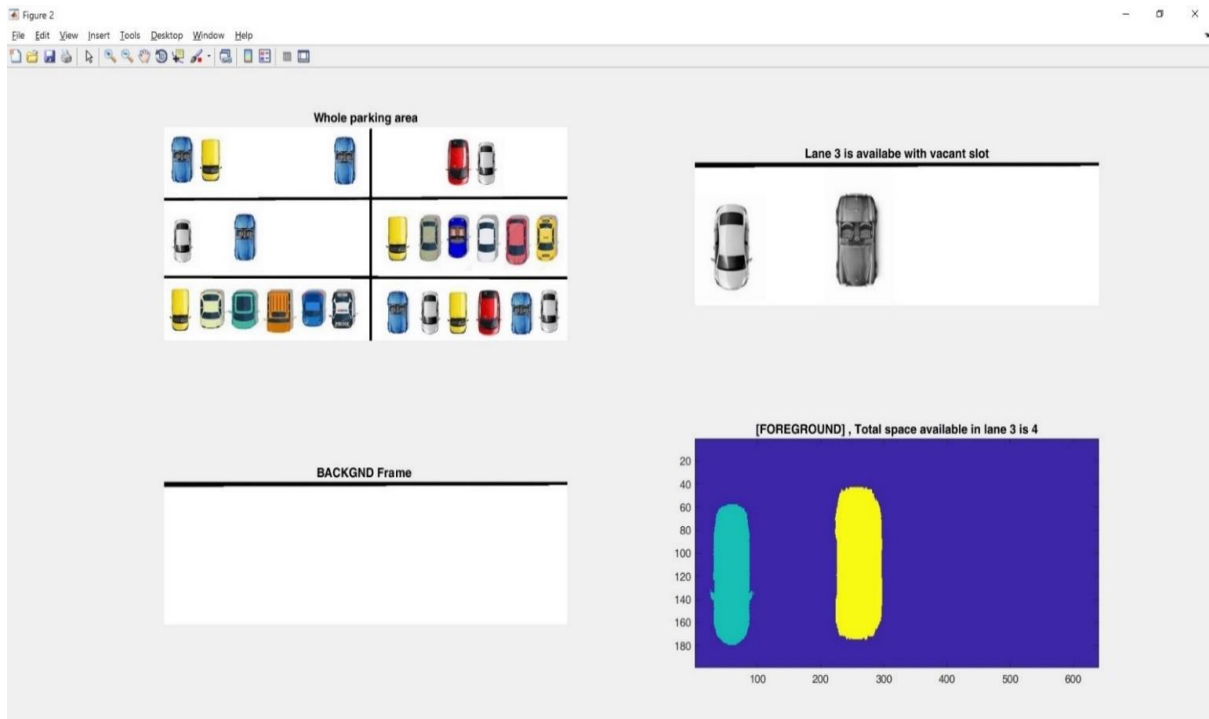 Figure 2
File Edit View Insert Tools Desktop Window Help
Whole parking area
POLICE
Lane 3 is availabe with vacant slot
BACKGND Frame
[FOREGROUND] , Total space available in lane 3 is 4
20
40
60
80
100
120
140
160
180
100 200 300 400 500 600